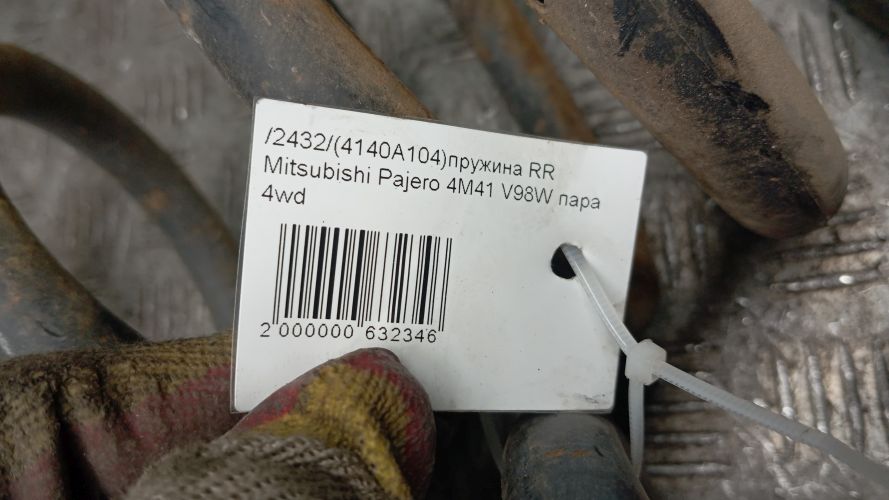 /2432/(4140A104)пружина RR
Mitsubishi Pajero 4M41 V98W пара
4wd
2 000000 632346